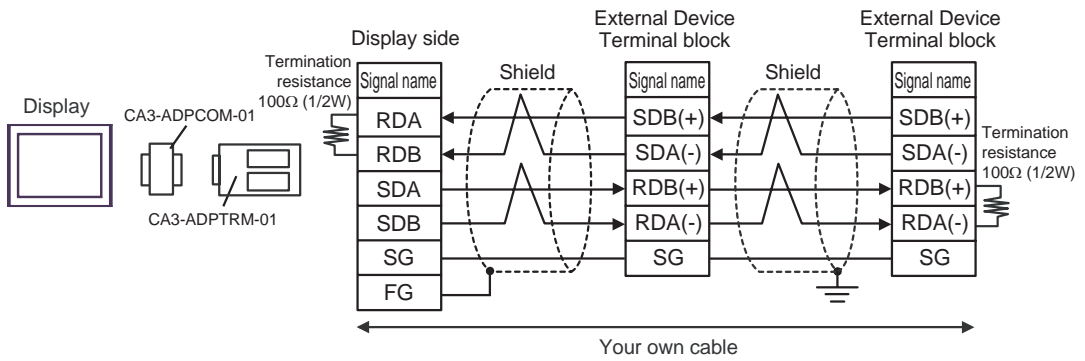 Display
CA3-ADPCOM-01
CA3-ADPTRM-01
Display side
Termination
resistance
100Ω (1/2W)
Signal name
RDA
RDB
SDA
SDB
SG
FG
Shield
External Device
Terminal block
Signal name
SDB(+)
SDA(-)
RDB(+)
RDA(-)
SG
Shield
External Device
Terminal block
Signal name
SDB(+)
SDA(-)
RDB(+)
RDA(-)
SG
Termination
resistance
100Ω (1/2W)
Your own cable